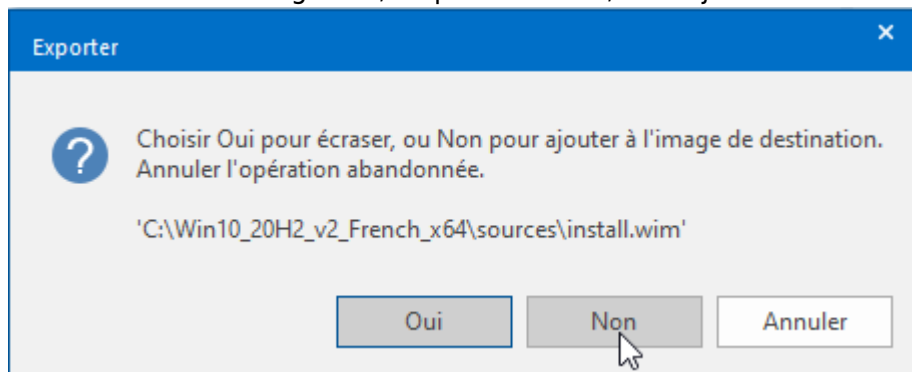 Exporter
Choisir Oui pour écraser, ou Non pour ajouter à l'image de destination.
Annuler l'opération abandonnée.
'C:\Win10_20H2_v2_French_x64\sources\install.wim'
Oui Non Annuler